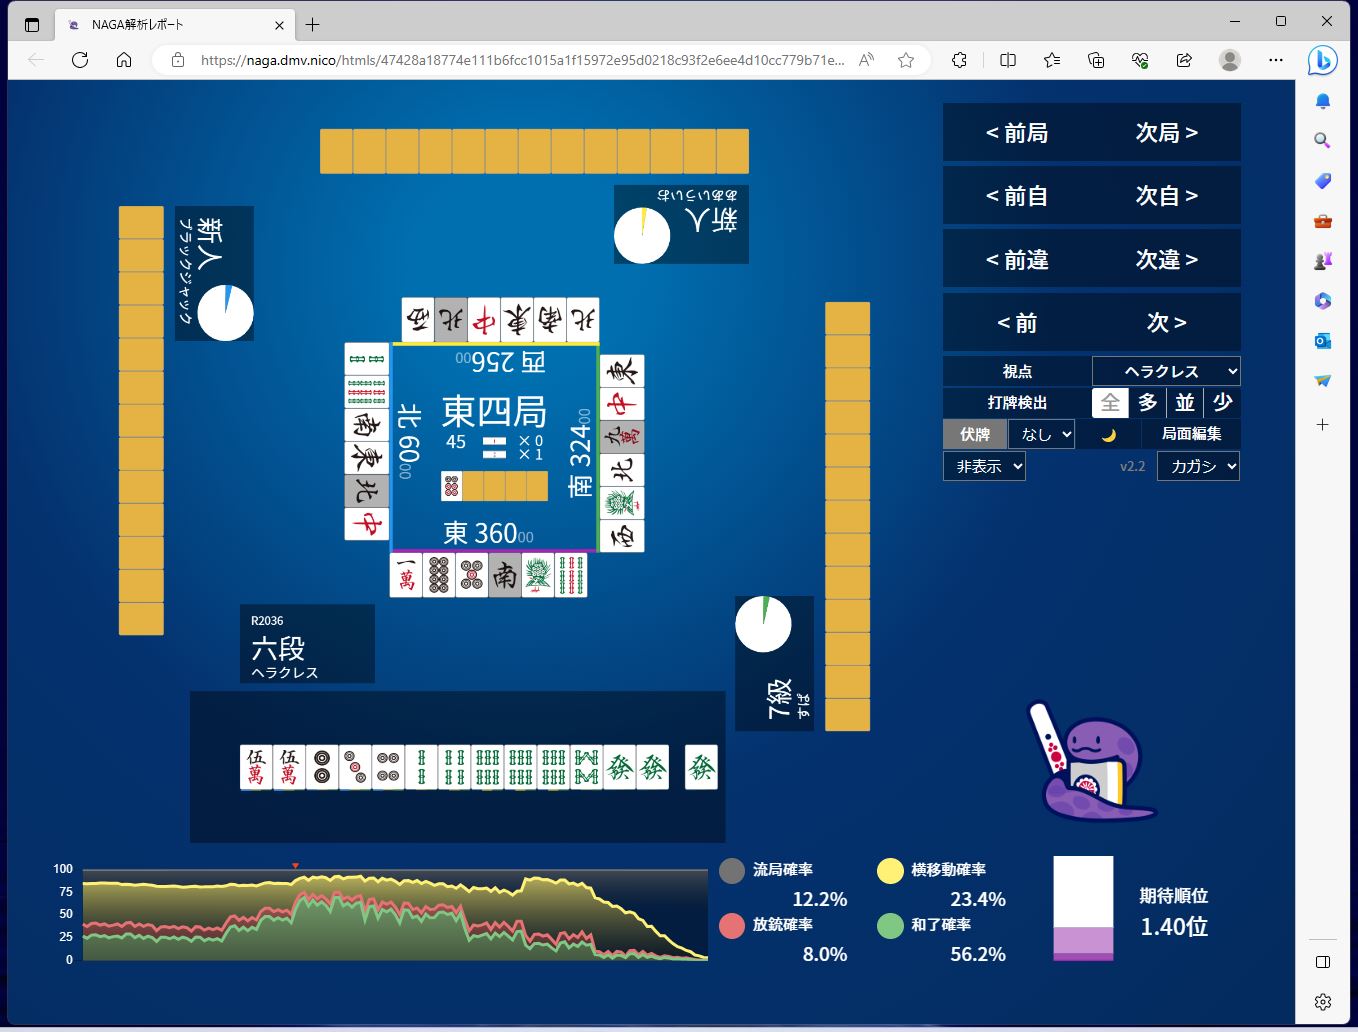 NAGA解析レポート
https://naga.dmv.nico/htmls/47428a18774e111b6fcc1015a1f15972e95d0218c93f2e6ee4d10cc779b71e...
ああいういお
新人
新人
ブラックジャック
西 25600
北 6000
東四局
45
×0
×1
南 32400
東 36000
R2036
六段
ヘラクレス
7級
< 前局 次局 >
< 前自 次自 >
< 前違 次違 >
< 前 次 >
視点 ヘラクレス
打牌検出 全 多 並 少
伏牌 なし 局面編集
非表示 v2.2 カガシ
100
75
50
25
0
流局確率
12.2%
横移動確率
23.4%
放銃確率
8.0%
和了確率
56.2%
期待順位
1.40位